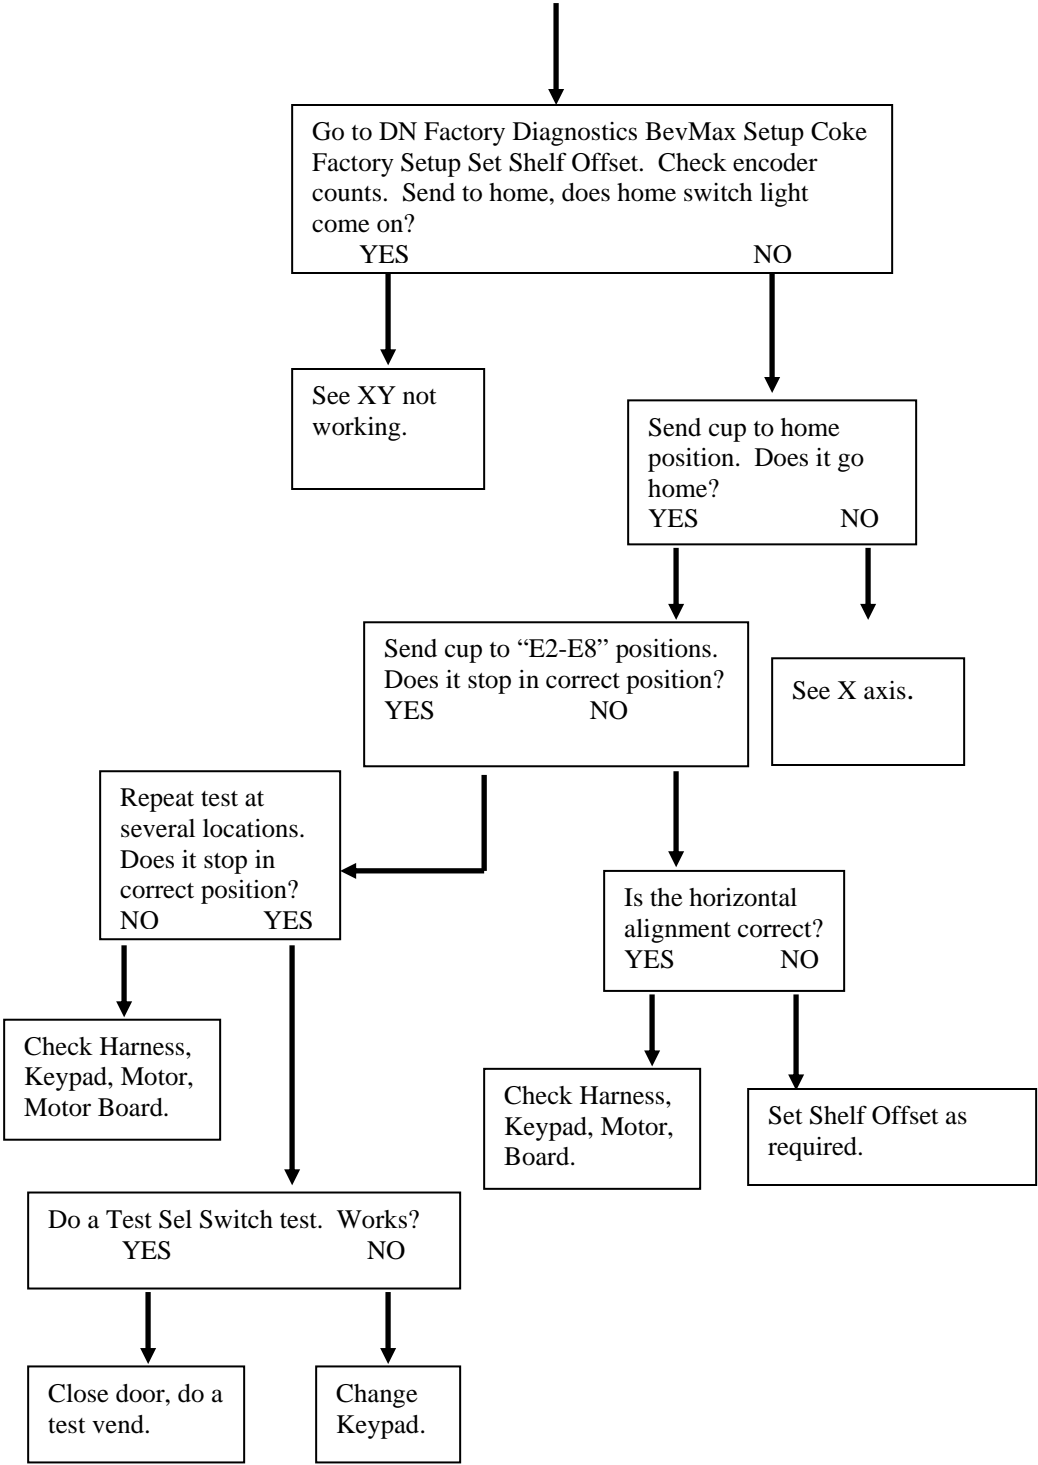 Go to DN Factory Diagnostics BevMax Setup Coke
Factory Setup Set Shelf Offset.  Check encoder
counts.  Send to home, does home switch light
come on?
YES NO
See XY not
working.
Send cup to home
position.  Does it go
home?
YES NO
Send cup to “E2-E8” positions.
Does it stop in correct position?
YES NO
See X axis.
Repeat test at
several locations.
Does it stop in
correct position?
NO YES
Is the horizontal
alignment correct?
YES NO
Check Harness,
Keypad, Motor,
Motor Board.
Check Harness,
Keypad, Motor,
Board.
Set Shelf Offset as
required.
Do a Test Sel Switch test.  Works?
YES NO
Close door, do a
test vend.
Change
Keypad.